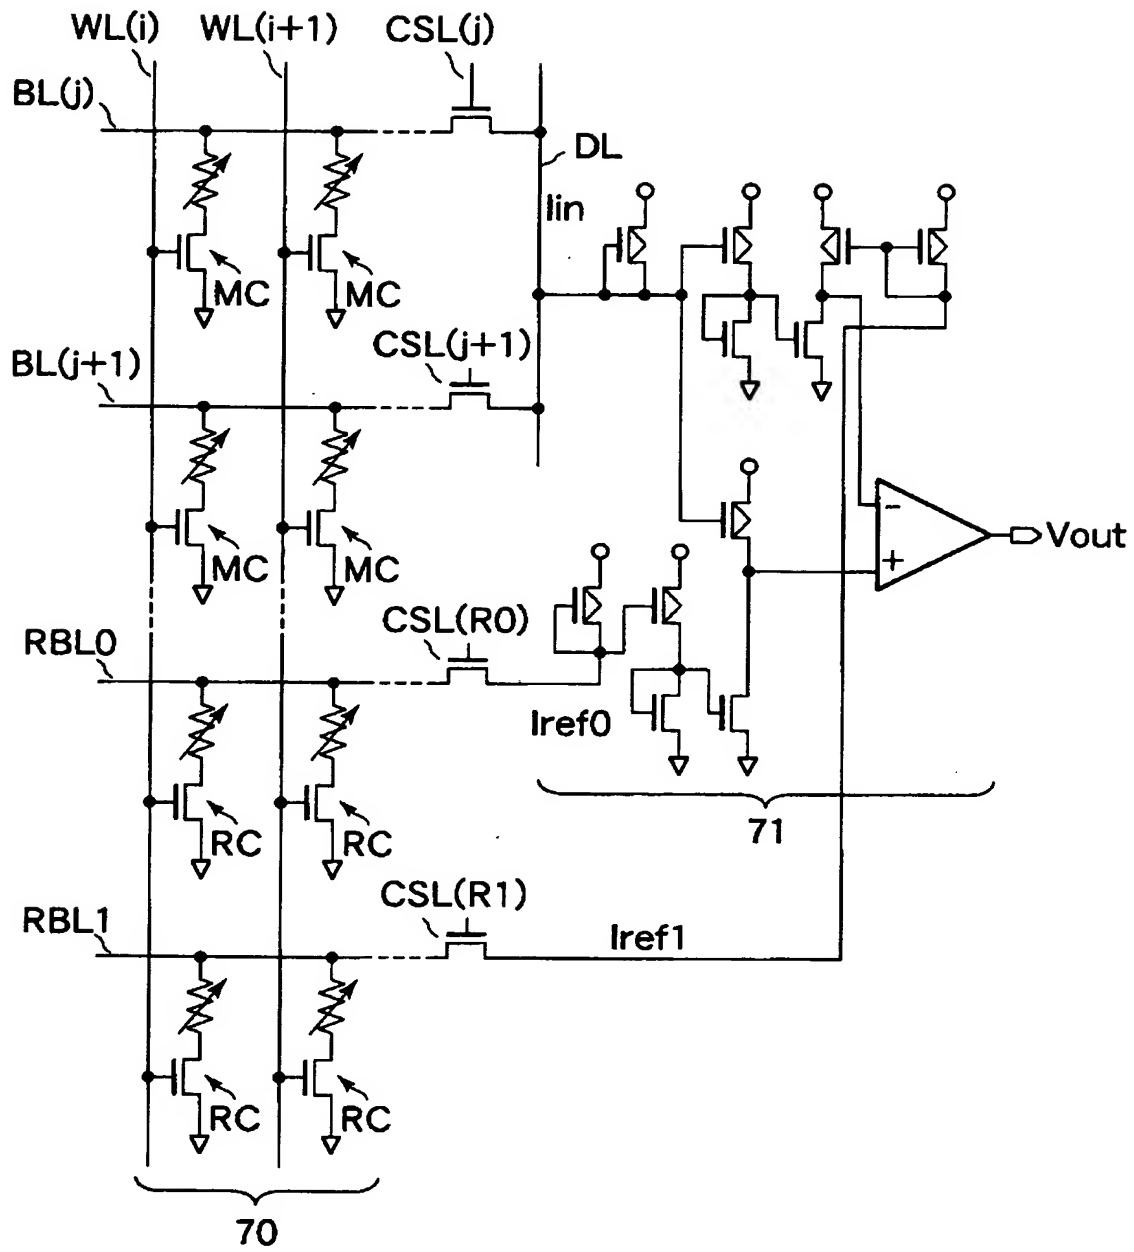 WL(i) WL(i+1) CSL(j)
BL(j)
DL
Iin
MC MC
BL(j+1) CSL(j+1)
MC MC
- Vout
+
RBL0 CSL(R0)
Iref0
RC RC
71
RBL1 CSL(R1)
Iref1
RC RC
70